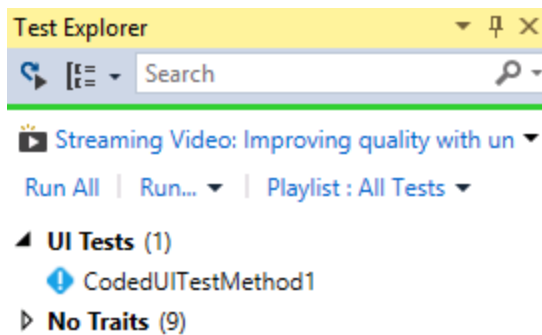 Test Explorer
Search
Streaming Video: Improving quality with un
Run All | Run... | Playlist : All Tests
UI Tests (1)
CodedUITestMethod1
No Traits (9)